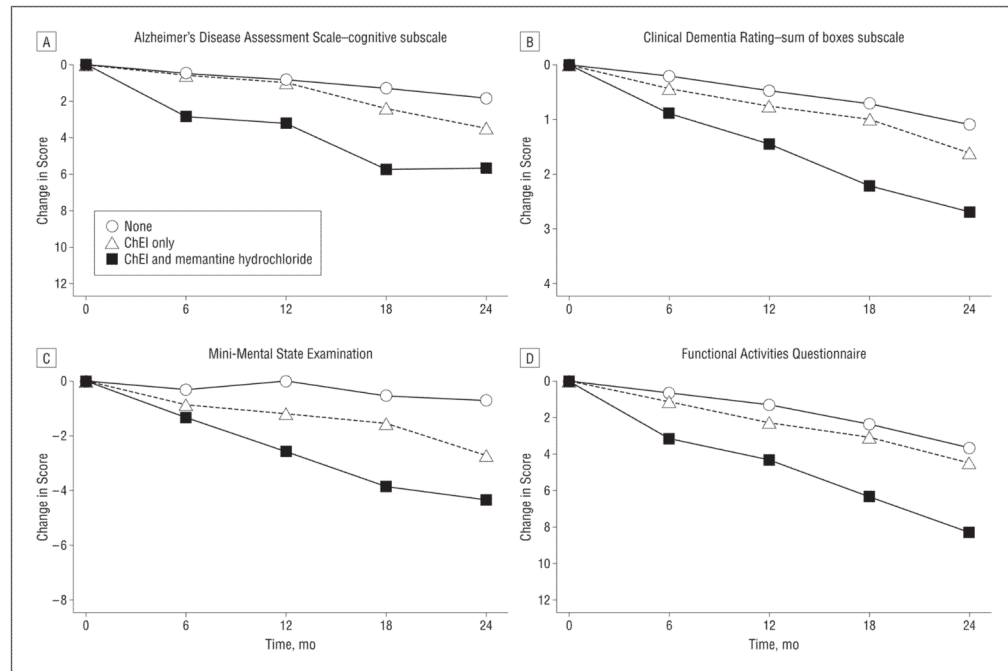 A
Alzheimer's Disease Assessment Scale–cognitive subscale
0
2
4
6
8
10
12
Change in Score
None
ChEI only
ChEI and memantine hydrochloride
0 6 12 18 24
B
Clinical Dementia Rating–sum of boxes subscale
0
1
2
3
4
Change in Score
0 6 12 18 24
C
Mini-Mental State Examination
0
−2
−4
−6
−8
Change in Score
0 6 12 18 24
Time, mo
D
Functional Activities Questionnaire
0
2
4
6
8
10
12
Change in Score
0 6 12 18 24
Time, mo